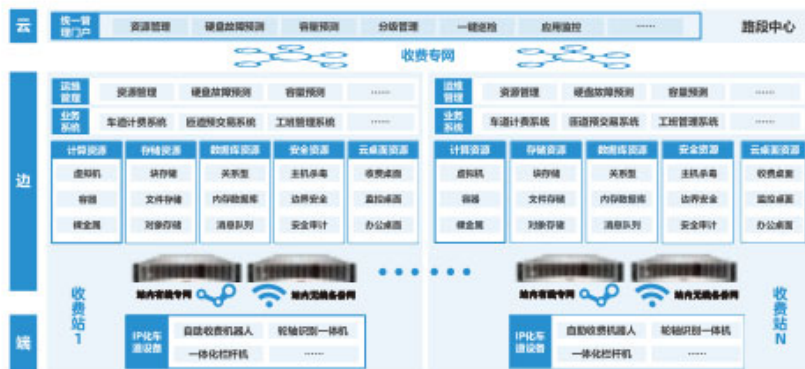 云
统一管
理门户
资源管理 硬盘故障预测 容量预测 分级管理 一键巡检 应用监控 ······
路段中心
收费专网
边
运维
管理
资源管理 硬盘故障预测 容量预测 ······
业务
系统
车道计费系统 匝道预交易系统 工班管理系统 ······
计算资源 存储资源 数据库资源 安全资源 云桌面资源
虚拟机 块存储 关系型 主机杀毒 收费桌面
容器 文件存储 内存数据库 边界安全 监控桌面
裸金属 对象存储 消息队列 安全审计 办公桌面
站内有线专网 站内无线备份网
收费站1
运维
管理
资源管理 硬盘故障预测 容量预测 ······
业务
系统
车道计费系统 匝道预交易系统 工班管理系统 ······
计算资源 存储资源 数据库资源 安全资源 云桌面资源
虚拟机 块存储 关系型 主机杀毒 收费桌面
容器 文件存储 内存数据库 边界安全 监控桌面
裸金属 对象存储 消息队列 安全审计 办公桌面
站内有线专网 站内无线备份网
收费站N
端
IP化车
道设备
自助收费机器人 轮轴识别一体机
一体化栏杆机 ······
IP化车
道设备
自助收费机器人 轮轴识别一体机
一体化栏杆机 ······